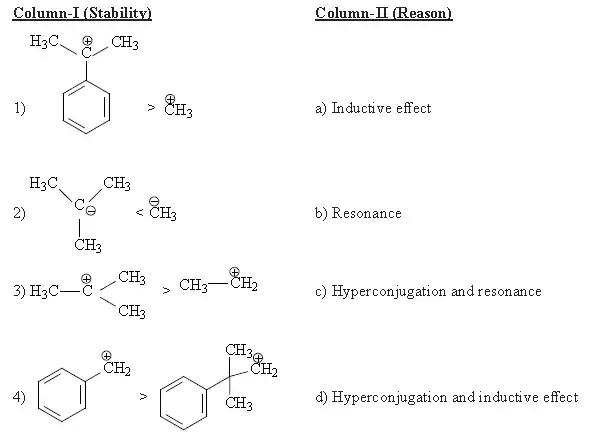 Column-I (Stability) Column-II (Reason)
H₃C C⊕ CH₃
1) > ⊕CH₃ a) Inductive effect
H₃C CH₃
2) C⊖ < ⊖CH₃ b) Resonance
CH₃
3) H₃C—C⊕ CH₃ CH₃ > CH₃—⊕CH₂ c) Hyperconjugation and resonance
4) ⊕CH₂ > CH₃ ⊕CH₂ CH₃ d) Hyperconjugation and inductive effect